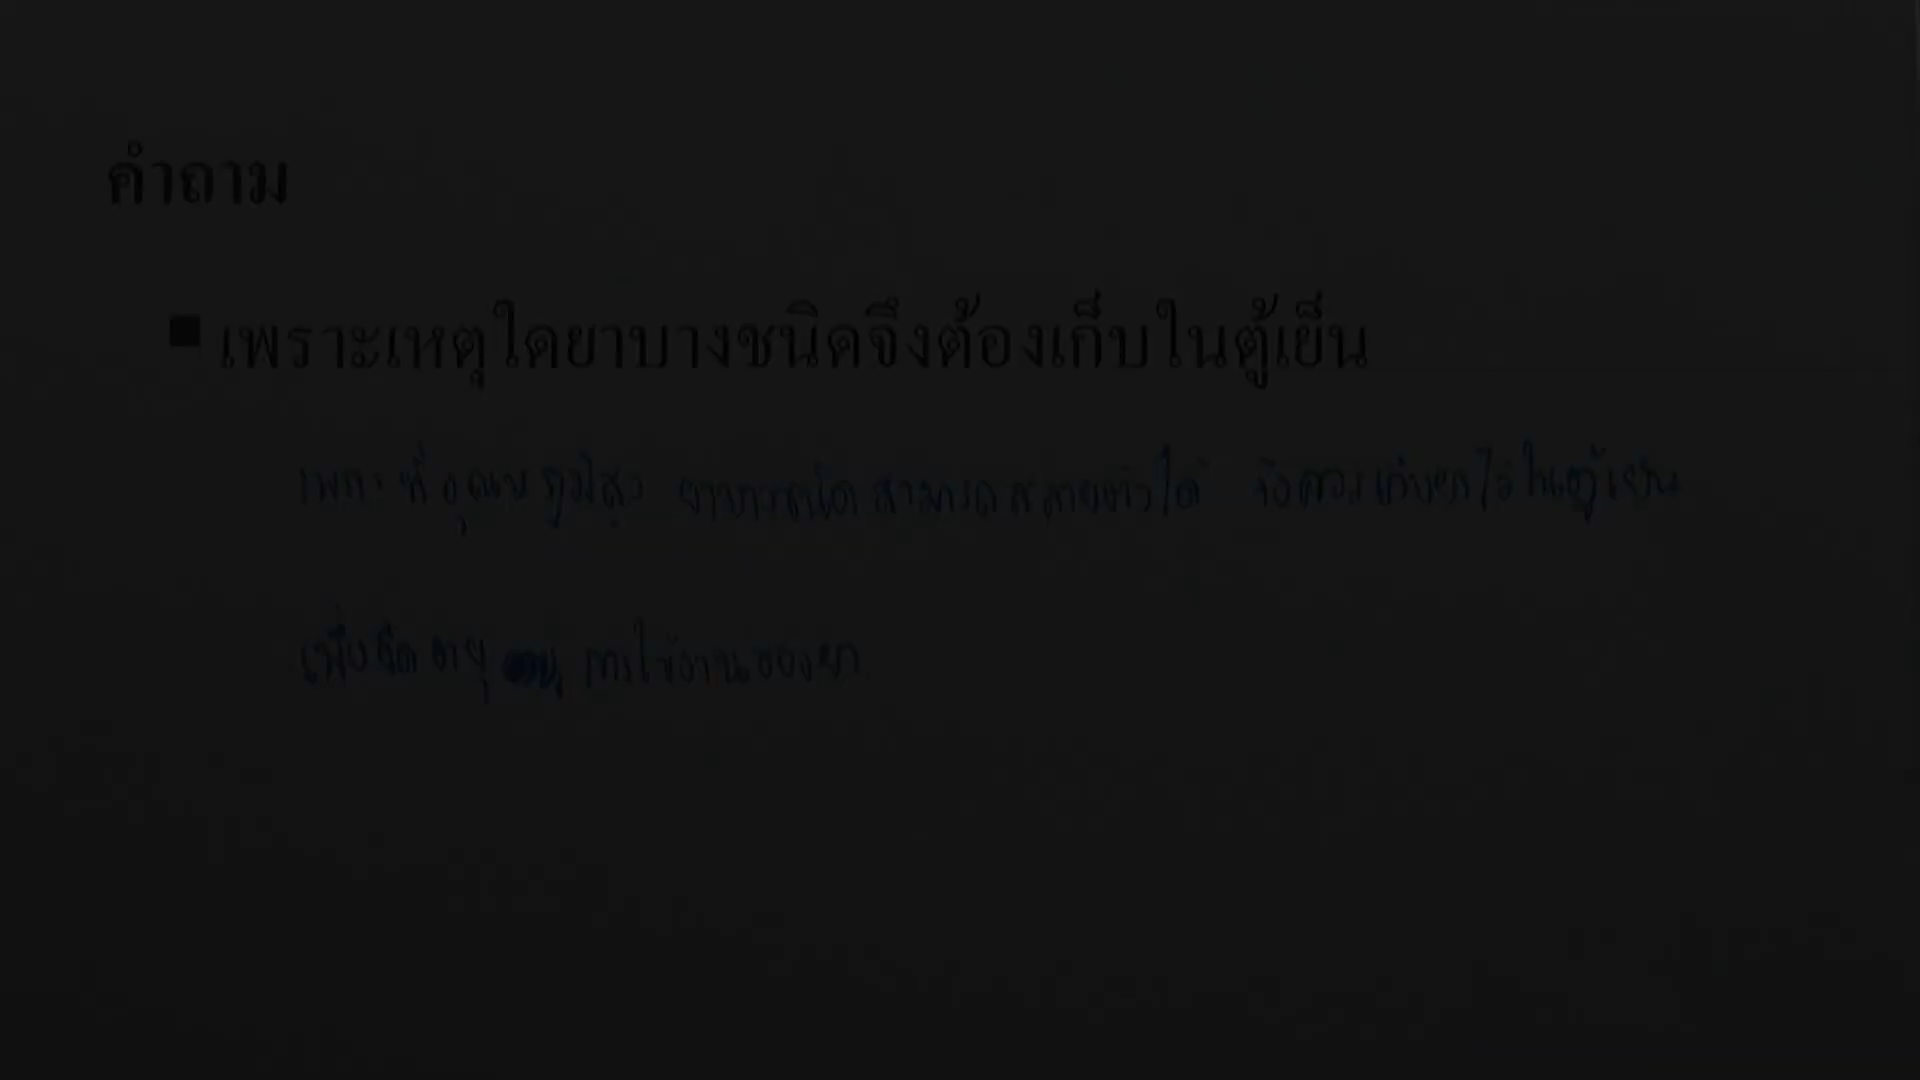 คำถาม
■ เพราะเหตุใดยาบางชนิดจึงต้องเก็บในตู้เย็น
เพราะที่อุณหภูมิสูง ยาบางชนิดสามารถสลายตัวได้ จึงควรเก็บยาไว้ในตู้เย็น
เพื่อยืดอายุ การใช้งานของยา